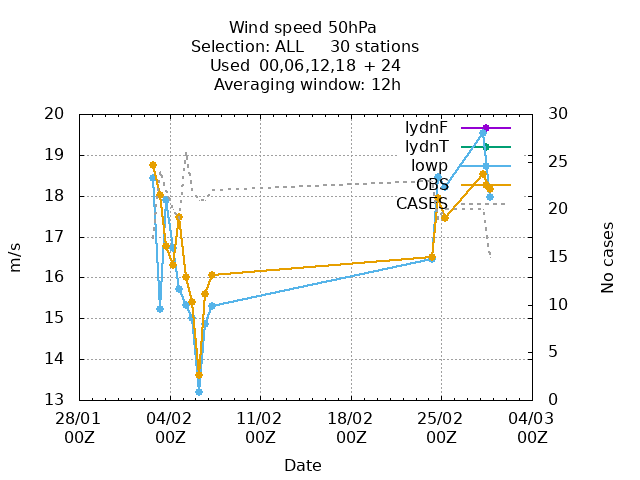 Wind speed 50hPa
Selection: ALL 30 stations
Used 00,06,12,18 + 24
Averaging window: 12h
20
19
18
17
16
15
14
13
30
25
20
15
10
5
0
m/s
No cases
lydnF
lydnT
lowp
OBS
CASES
28/01 04/02 11/02 18/02 25/02 04/03
00Z 00Z 00Z 00Z 00Z 00Z
Date